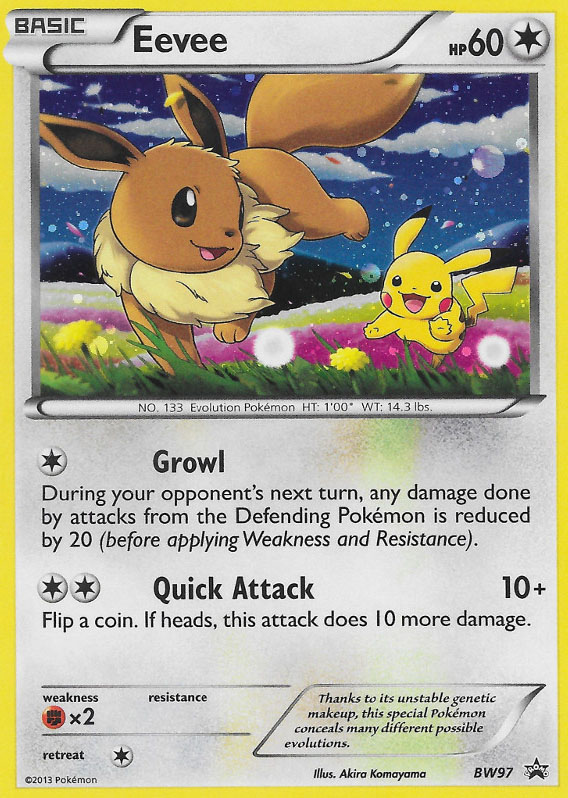 BASIC
Eevee
HP60
NO. 133 Evolution Pokémon HT: 1'00" WT: 14.3 lbs.
Growl
During your opponent's next turn, any damage done
by attacks from the Defending Pokémon is reduced
by 20 (before applying Weakness and Resistance).
Quick Attack 10+
Flip a coin. If heads, this attack does 10 more damage.
weakness resistance
×2
Thanks to its unstable genetic
makeup, this special Pokémon
conceals many different possible
evolutions.
retreat
©2013 Pokémon
Illus. Akira Komayama
BW97